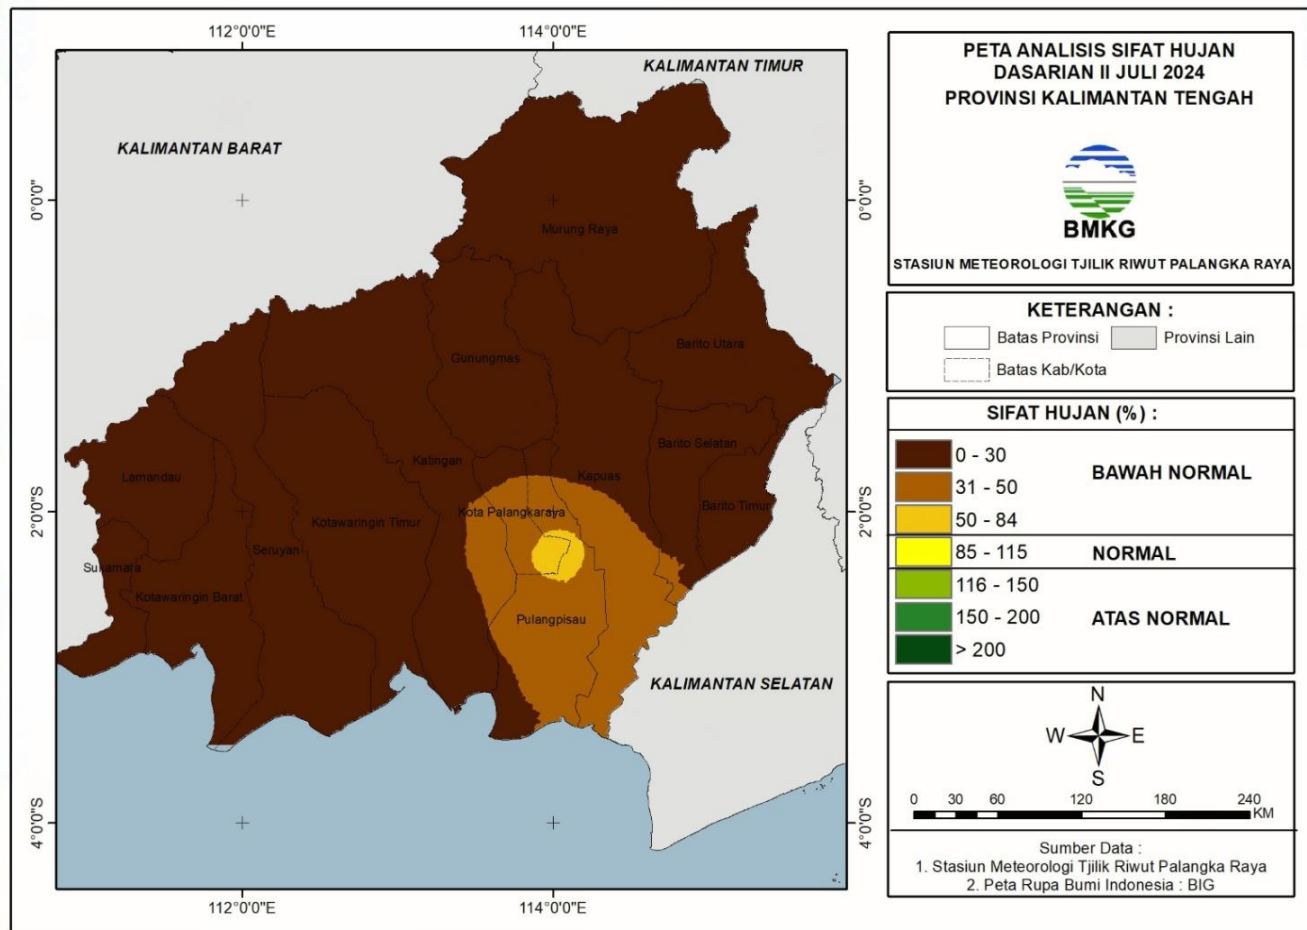 112°0'0"E
114°0'0"E
KALIMANTAN TIMUR
KALIMANTAN BARAT
0°0'0"
0°0'0"
Murung Raya
Gunungmas
Barito Utara
Katingan
Kapuas
Barito Selatan
Lamandau
Barito Timur
2°0'0"S
Kotawaringin Timur
Kota Palangkaraya
2°0'0"S
Sukamara
Seruyan
Kotawaringin Barat
Pulangpisau
KALIMANTAN SELATAN
4°0'0"S
4°0'0"S
112°0'0"E
114°0'0"E
PETA ANALISIS SIFAT HUJAN
DASARIAN II JULI 2024
PROVINSI KALIMANTAN TENGAH
BMKG
STASIUN METEOROLOGI TJILIK RIWUT PALANGKA RAYA
KETERANGAN :
Batas Provinsi
Provinsi Lain
Batas Kab/Kota
SIFAT HUJAN (%) :
0 - 30
31 - 50
50 - 84
BAWAH NORMAL
85 - 115
NORMAL
116 - 150
150 - 200
> 200
ATAS NORMAL
N
W
E
S
0 30 60 120 180 240
KM
Sumber Data :
1. Stasiun Meteorologi Tjilik Riwut Palangka Raya
2. Peta Rupa Bumi Indonesia : BIG